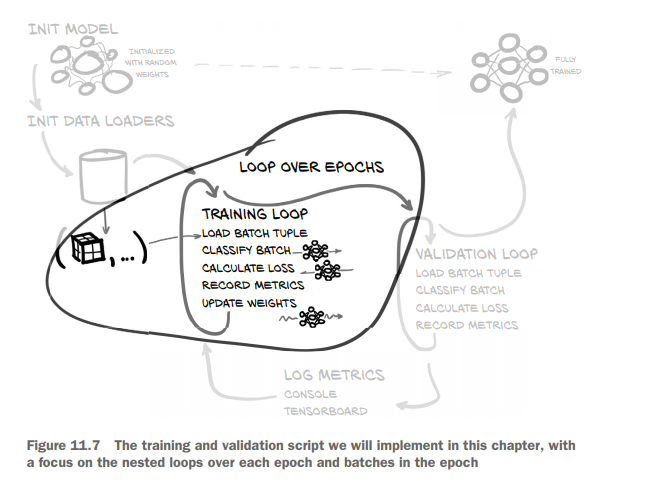 INIT MODEL
INITIALIZED
WITH RANDOM
WEIGHTS
FULLY
TRAINED
INIT DATA LOADERS
LOOP OVER EPOCHS
( , ... )
TRAINING LOOP
LOAD BATCH TUPLE
CLASSIFY BATCH
CALCULATE LOSS
RECORD METRICS
UPDATE WEIGHTS
VALIDATION LOOP
LOAD BATCH TUPLE
CLASSIFY BATCH
CALCULATE LOSS
RECORD METRICS
LOG METRICS
CONSOLE
TENSORBOARD
Figure 11.7 The training and validation script we will implement in this chapter, with
a focus on the nested loops over each epoch and batches in the epoch